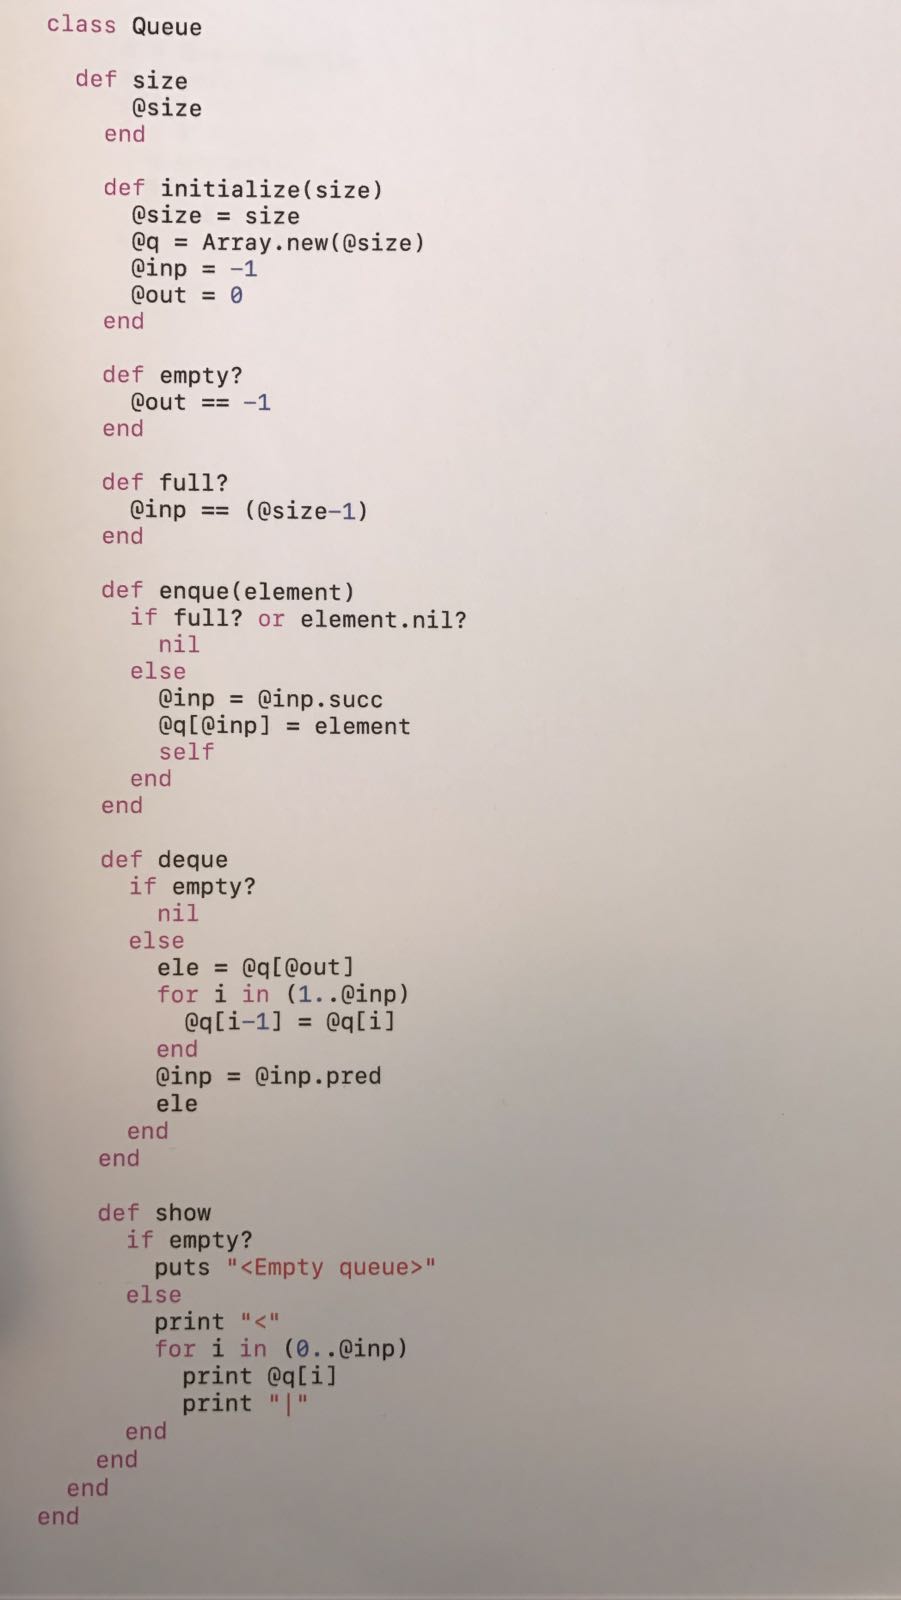 class Queue
def size
@size
end
def initialize(size)
@size = size
@q = Array.new(@size)
@inp = -1
@out = 0
end
def empty?
@out == -1
end
def full?
@inp == (@size-1)
end
def enque(element)
if full? or element.nil?
nil
else
@inp = @inp.succ
@q[@inp] = element
self
end
end
def deque
if empty?
nil
else
ele = @q[@out]
for i in (1..@inp)
@q[i-1] = @q[i]
end
@inp = @inp.pred
ele
end
end
def show
if empty?
puts "<Empty queue>"
else
print "<"
for i in (0..@inp)
print @q[i]
print "|"
end
end
end
end